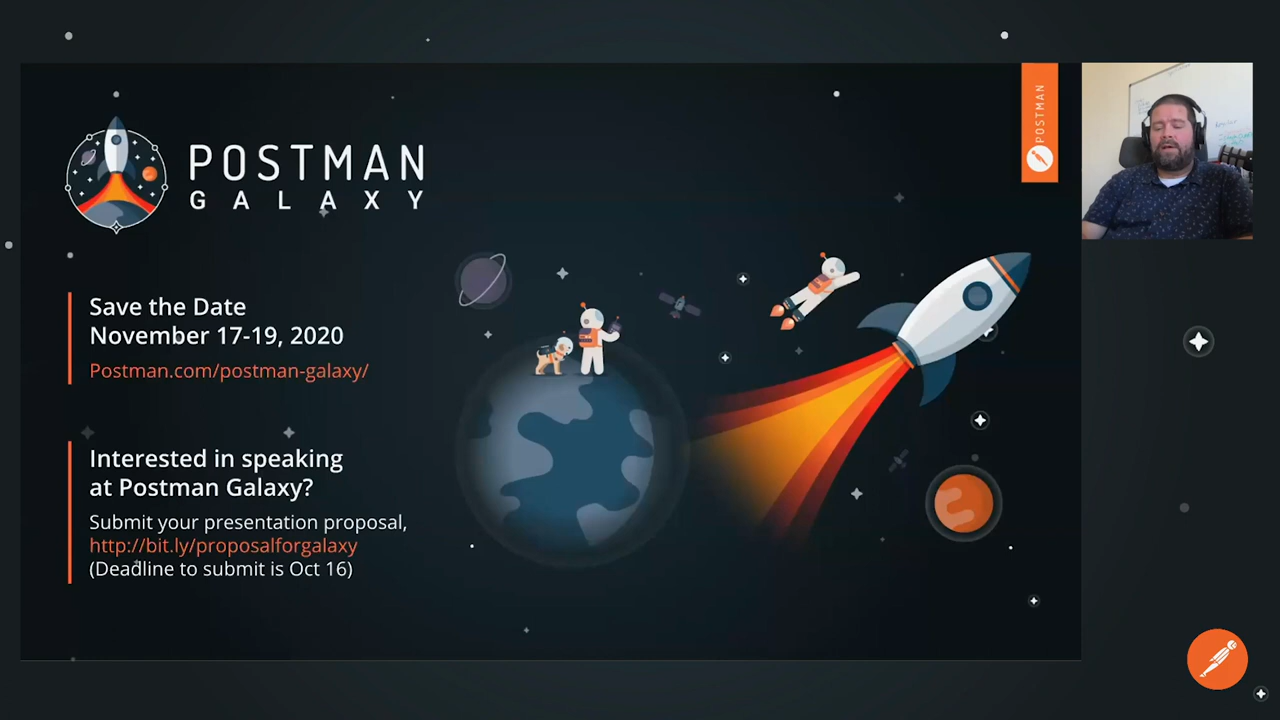 POSTMAN
GALAXY
POSTMAN
Save the Date
November 17-19, 2020
Postman.com/postman-galaxy/
Interested in speaking
at Postman Galaxy?
Submit your presentation proposal,
http://bit.ly/proposalforgalaxy
(Deadline to submit is Oct 16)